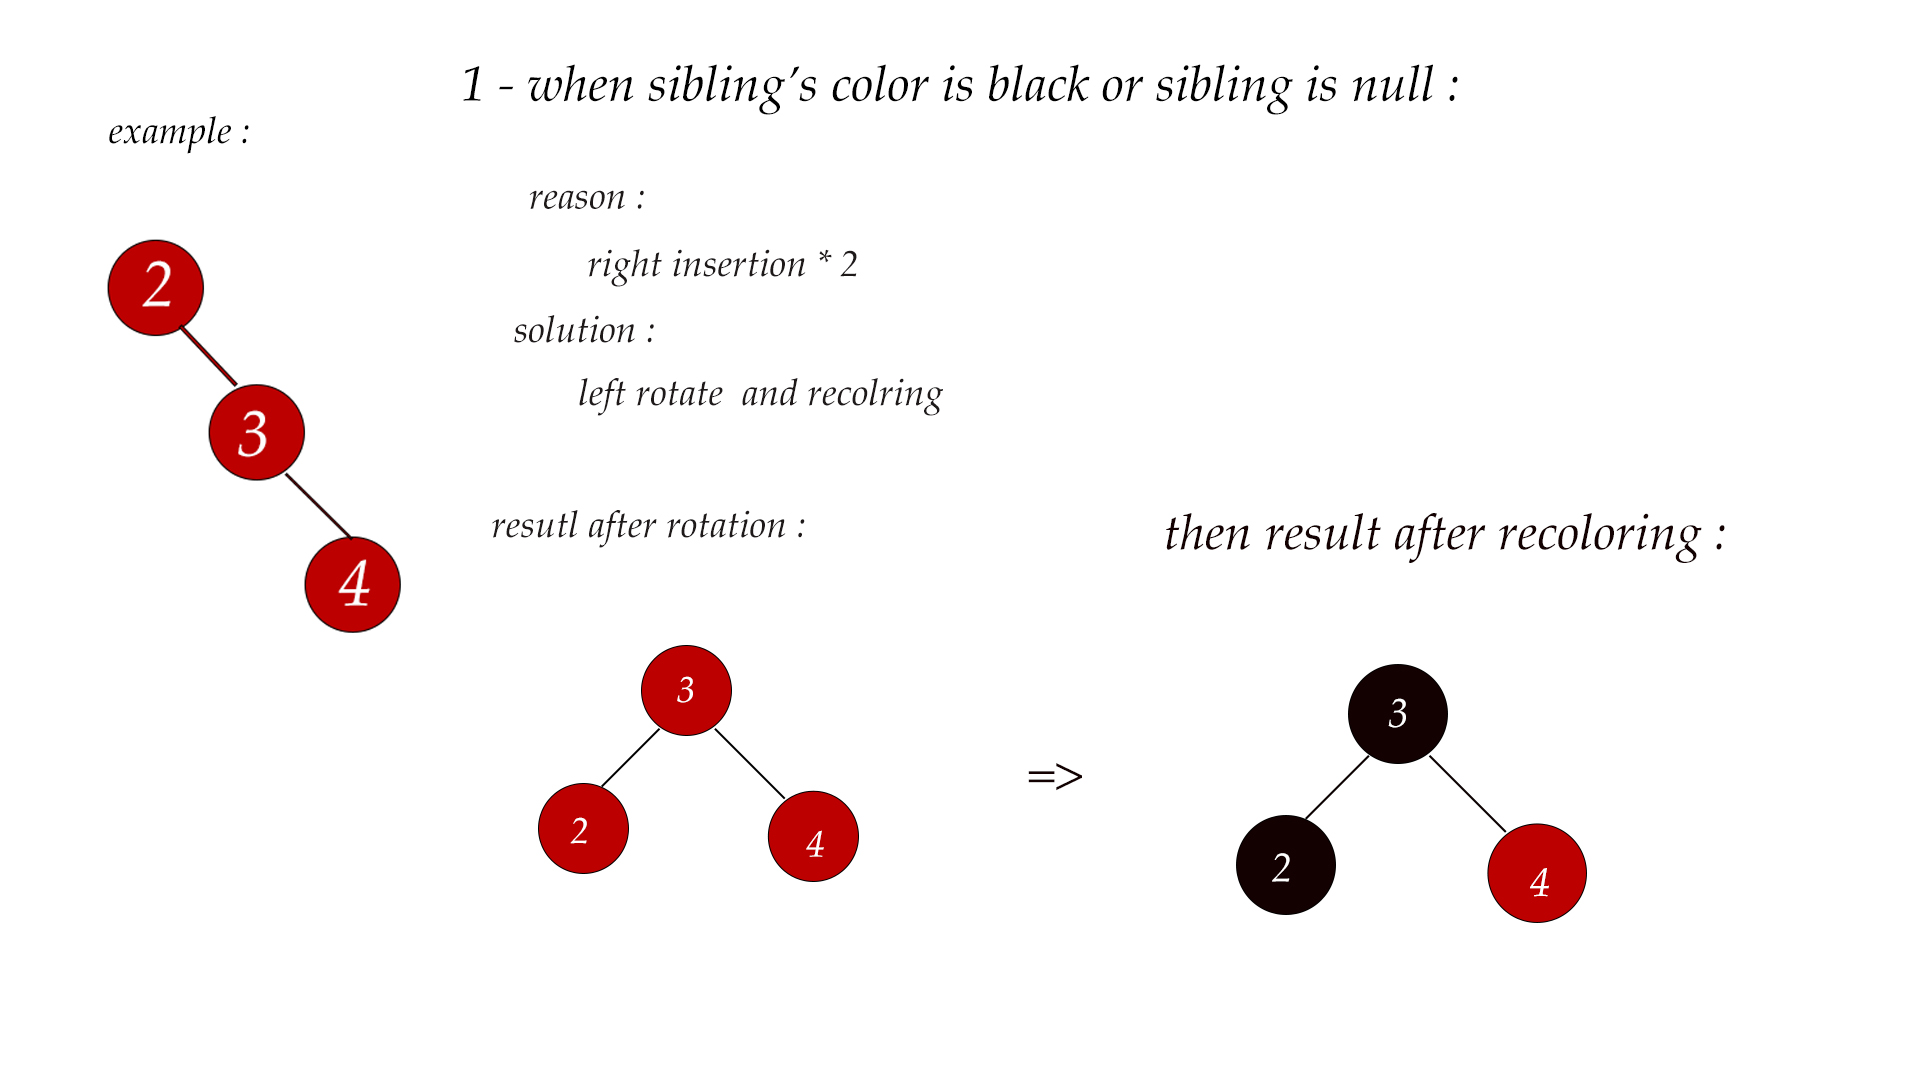 1 - when sibling’s color is black or sibling is null :
example :
reason :
right insertion * 2
solution :
left rotate and recolring
2
3
4
resutl after rotation :
3
2
4
=>
then result after recoloring :
3
2
4